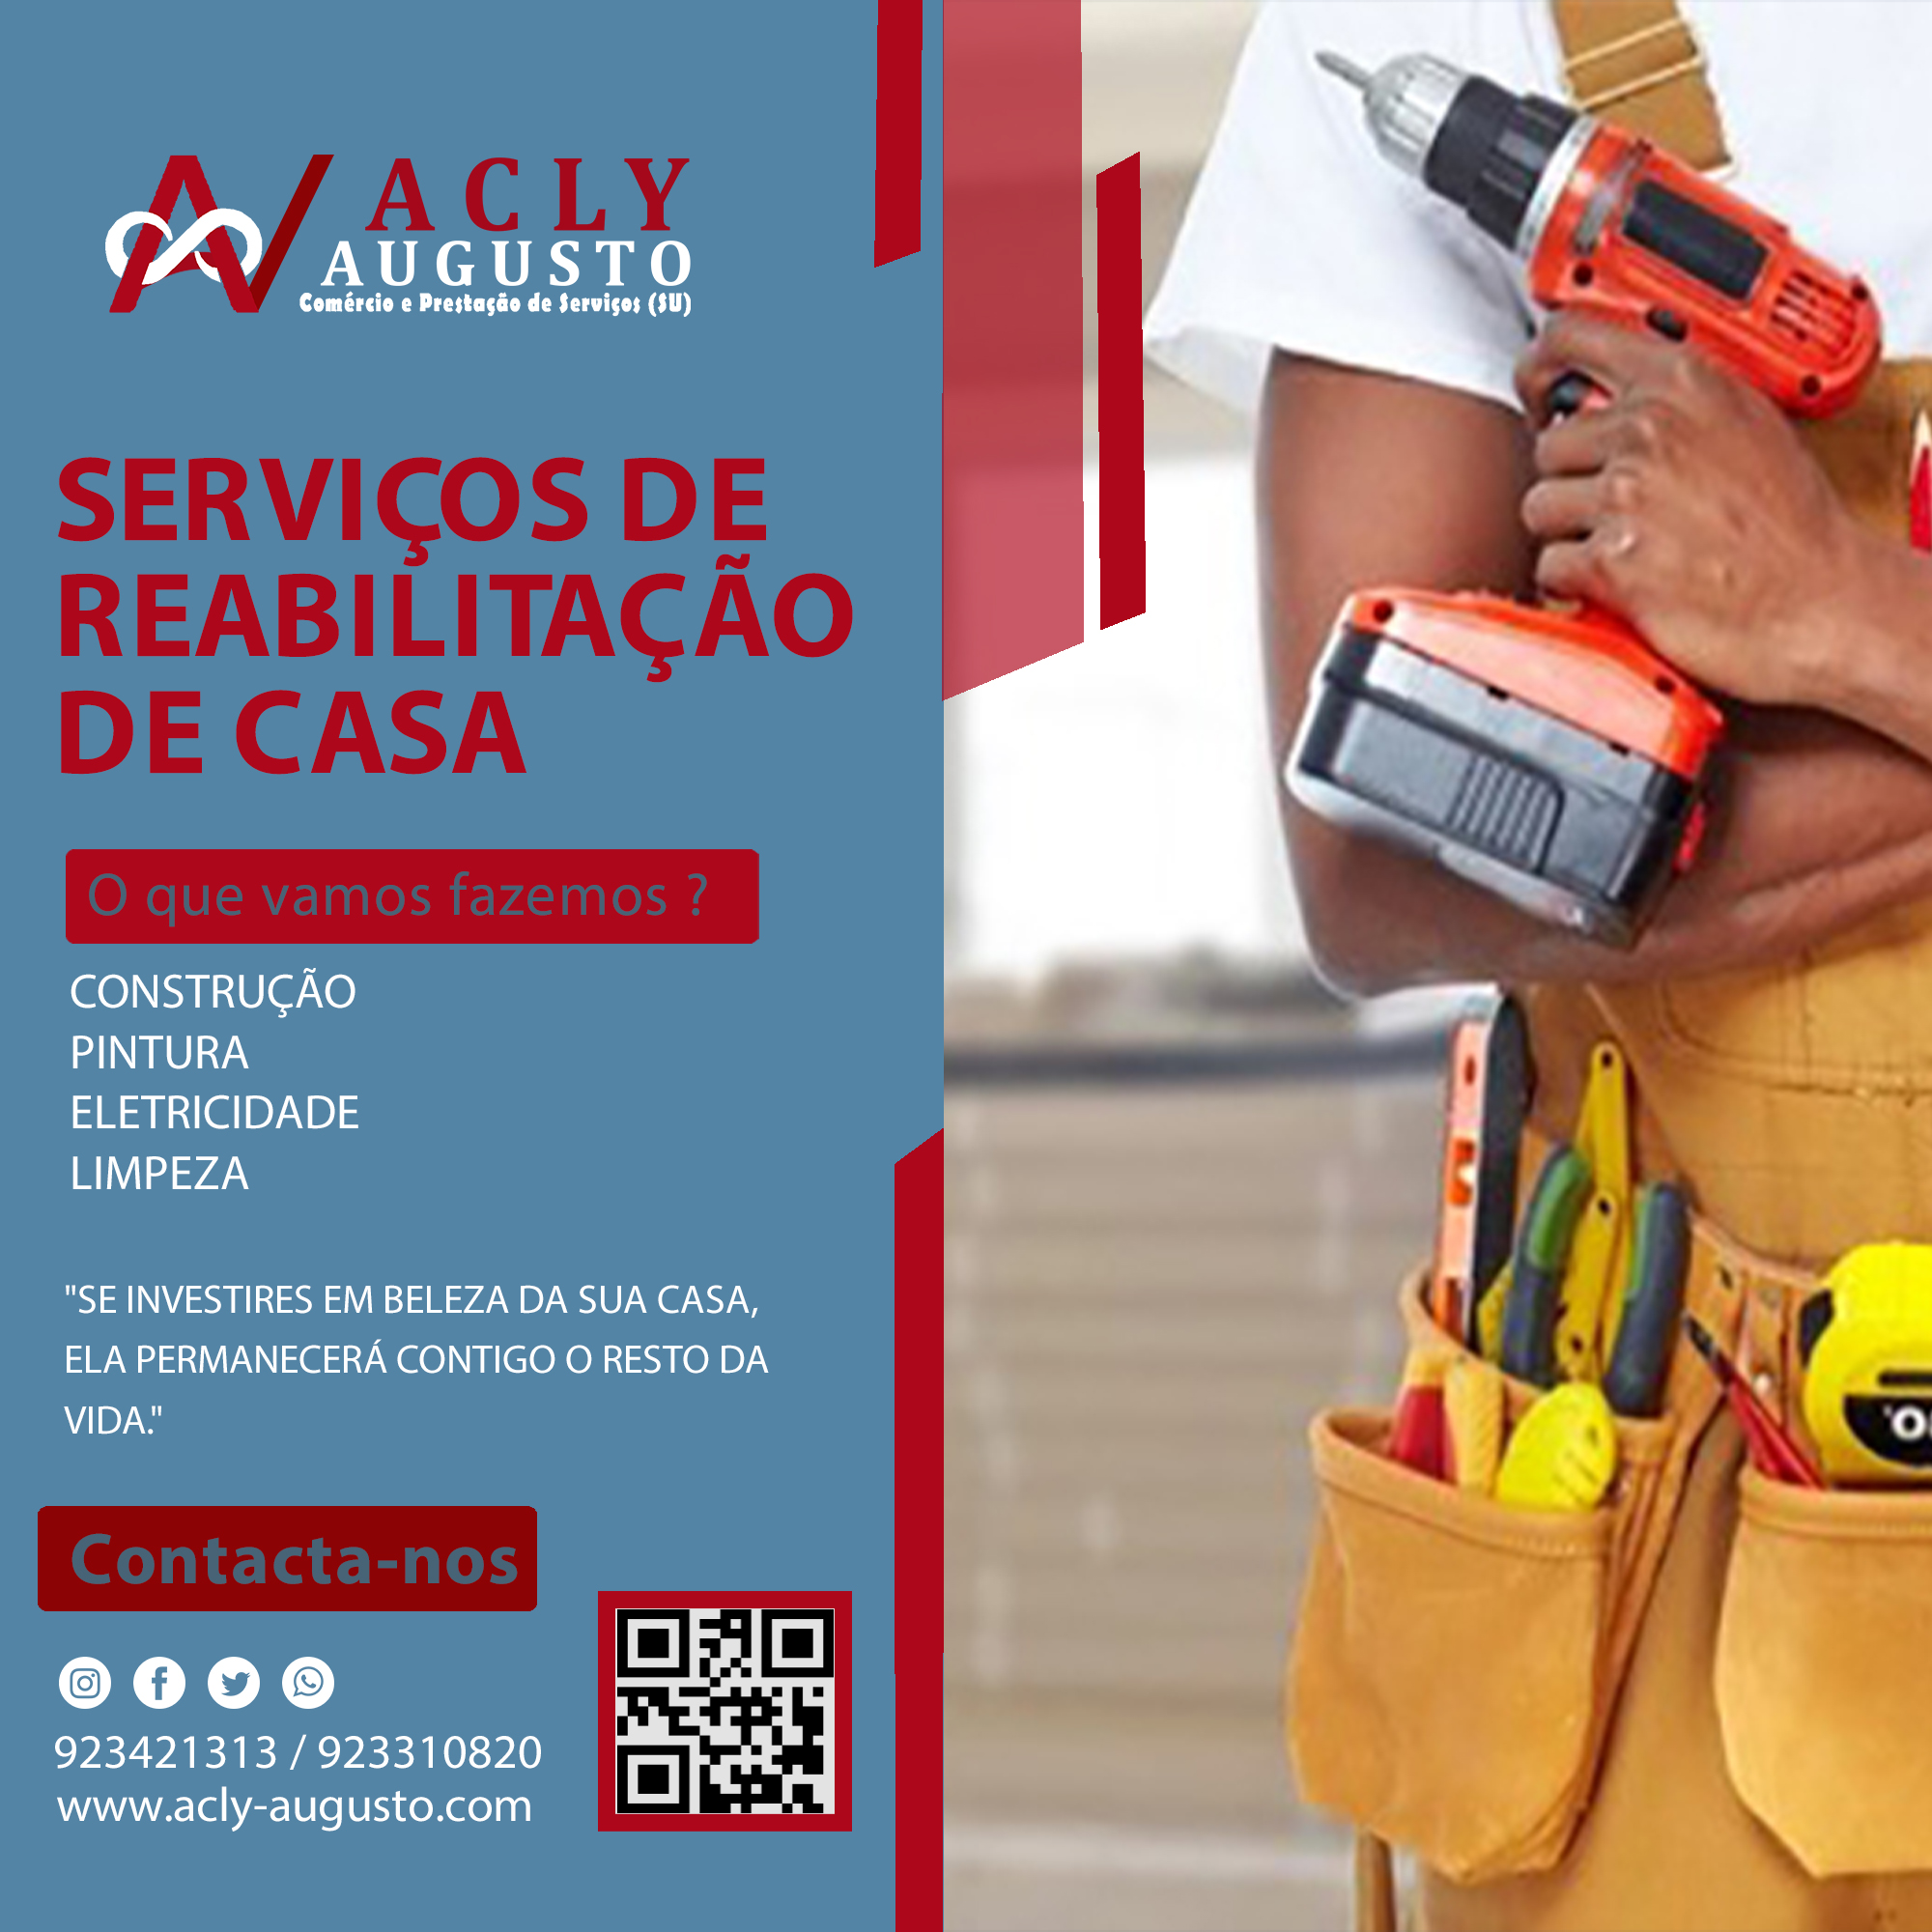 ACLY
AUGUSTO
Comércio e Prestação de Serviços (SU)
SERVIÇOS DE
REABILITAÇÃO
DE CASA
O que vamos fazemos ?
CONSTRUÇÃO
PINTURA
ELETRICIDADE
LIMPEZA
"SE INVESTIRES EM BELEZA DA SUA CASA,
ELA PERMANECERÁ CONTIGO O RESTO DA
VIDA."
Contacta-nos
923421313 / 923310820
www.acly-augusto.com